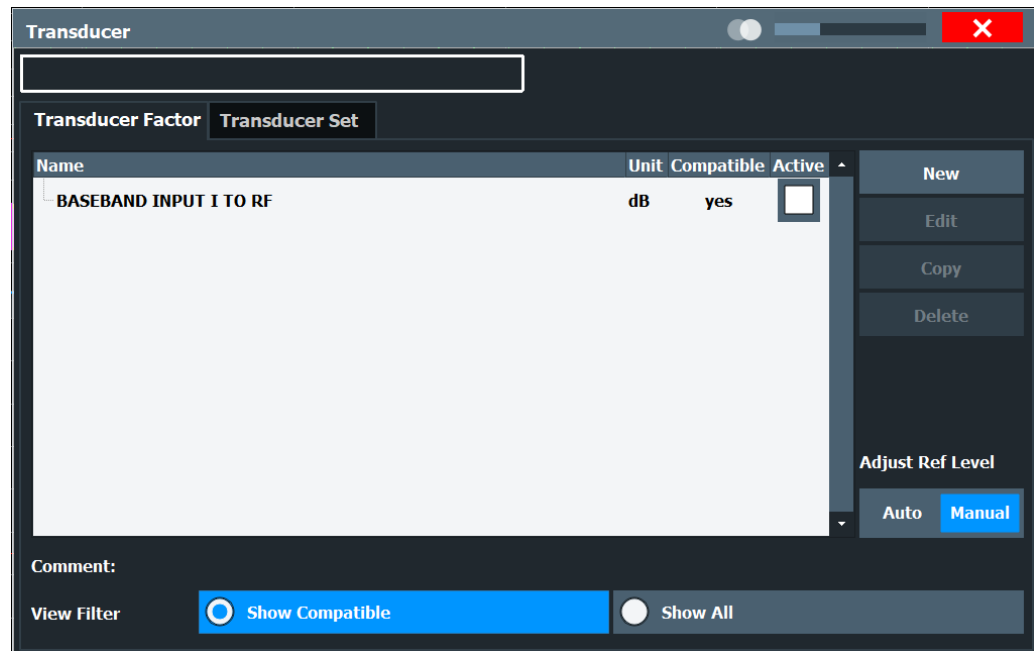 Transducer
Transducer Factor Transducer Set
Name Unit Compatible Active
BASEBAND INPUT I TO RF dB yes
New
Edit
Copy
Delete
Adjust Ref Level
Auto Manual
Comment:
View Filter Show Compatible Show All